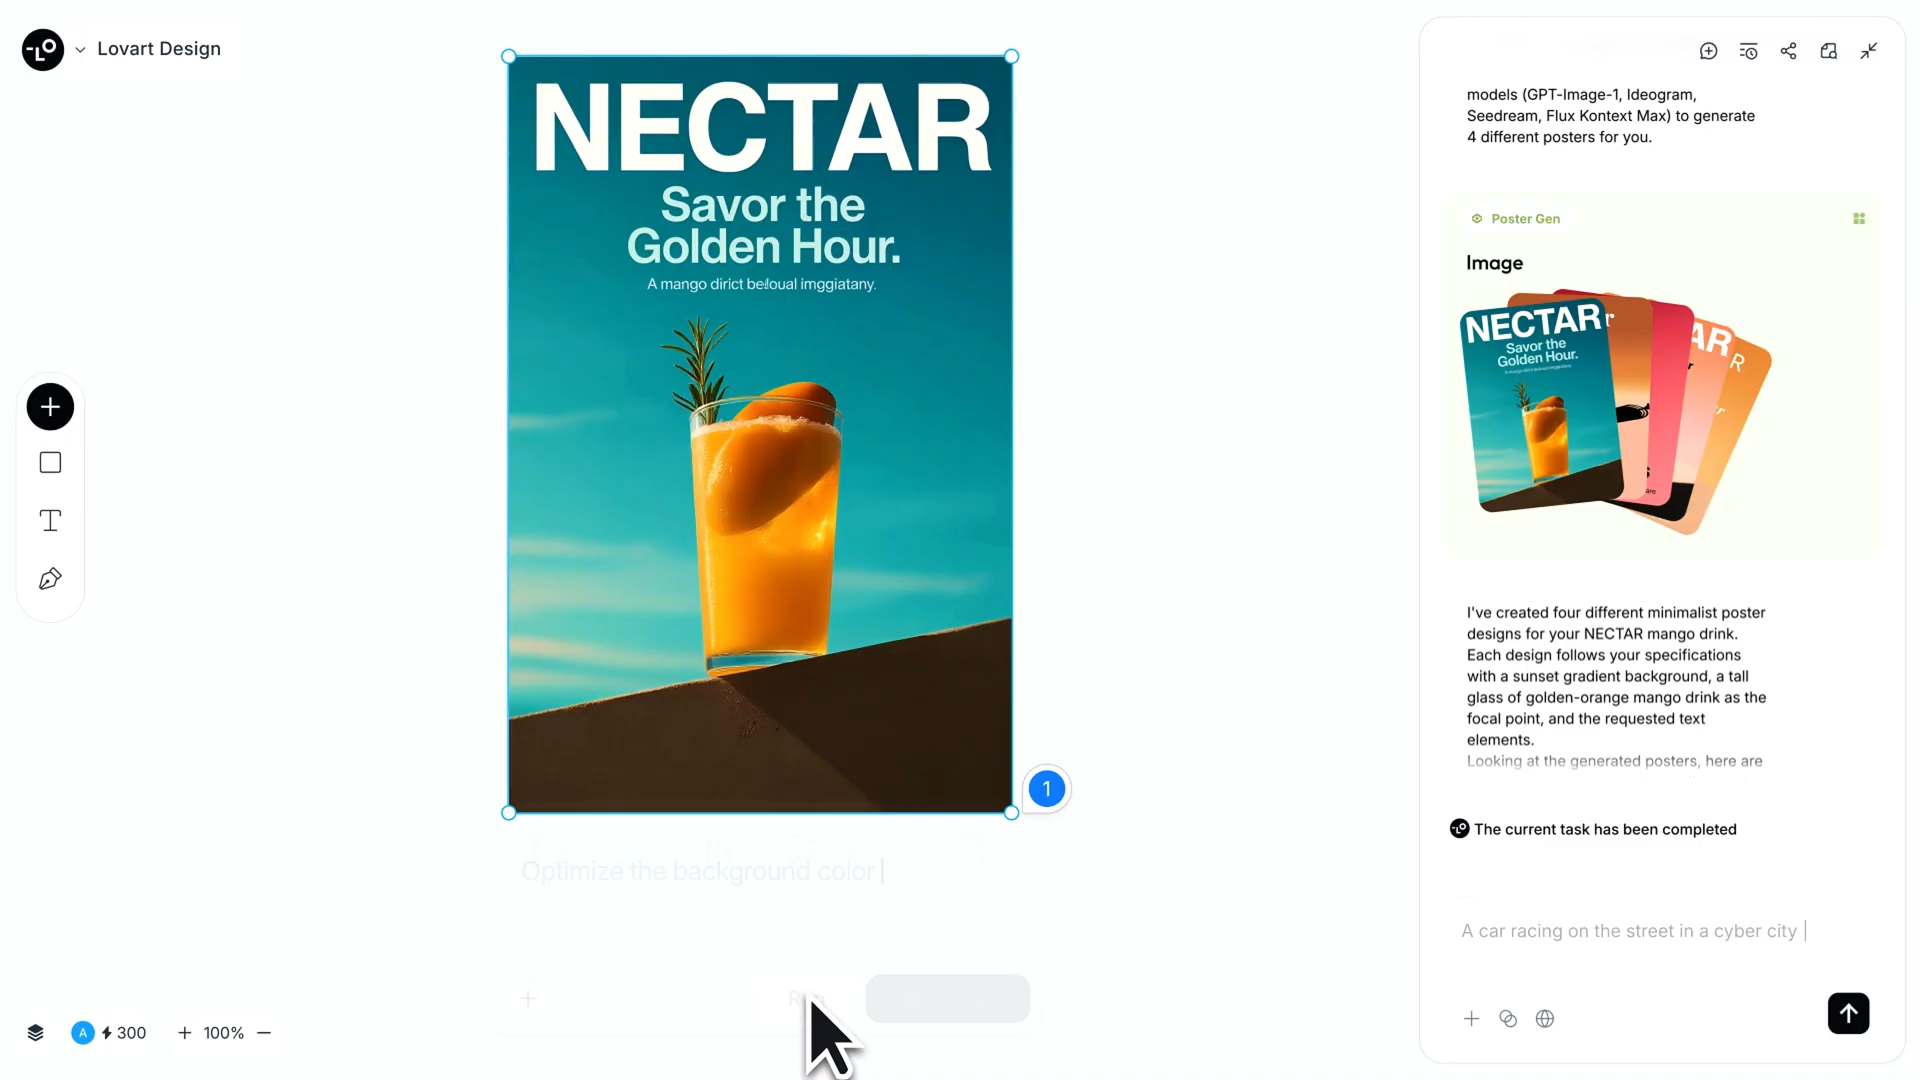 Lovart Design
NECTAR
Savor the
Golden Hour.
A mango dirict belloual imggiatany.
1
Optimize the background color
300
100%
models (GPT-Image-1, Ideogram,
Seedream, Flux Kontext Max) to generate
4 different posters for you.
Poster Gen
Image
NECTAR
Savor the
Golden Hour.
I've created four different minimalist poster
designs for your NECTAR mango drink.
Each design follows your specifications
with a sunset gradient background, a tall
glass of golden-orange mango drink as the
focal point, and the requested text
elements.
Looking at the generated posters, here are
The current task has been completed
A car racing on the street in a cyber city
A